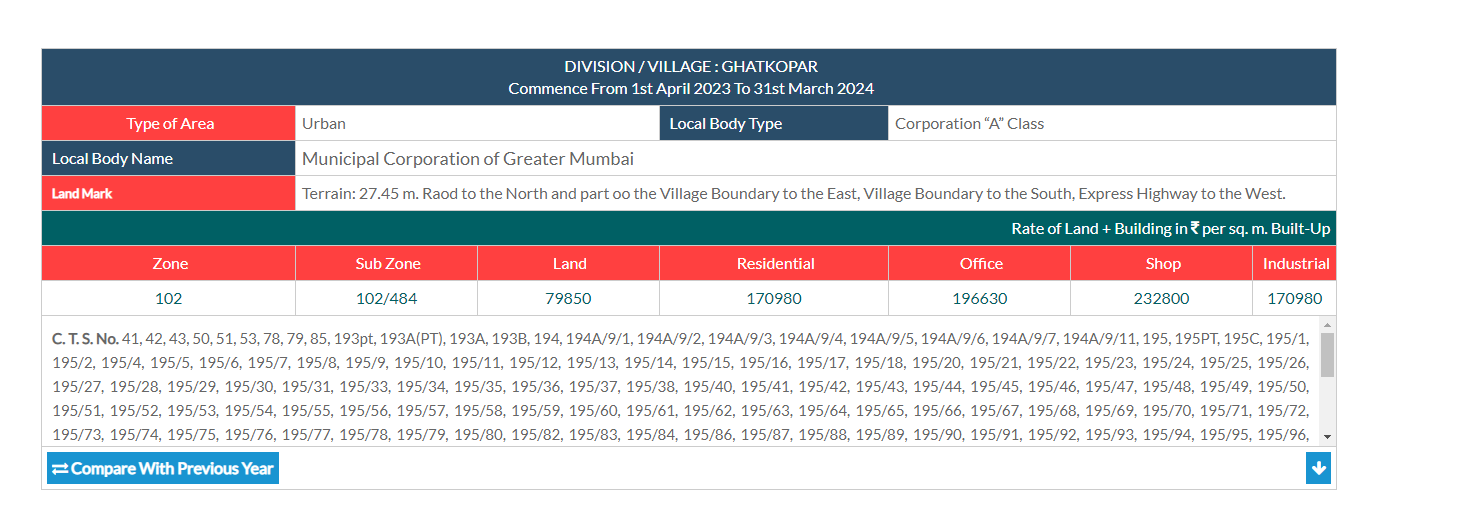 DIVISION / VILLAGE : GHATKOPAR
Commence From 1st April 2023 To 31st March 2024
Type of Area Urban Local Body Type Corporation “A” Class
Local Body Name Municipal Corporation of Greater Mumbai
Land Mark Terrain: 27.45 m. Raod to the North and part oo the Village Boundary to the East, Village Boundary to the South, Express Highway to the West.
Rate of Land + Building in ₹ per sq. m. Built-Up
Zone Sub Zone Land Residential Office Shop Industrial
102 102/484 79850 170980 196630 232800 170980
C. T. S. No. 41, 42, 43, 50, 51, 53, 78, 79, 85, 193pt, 193A(PT), 193A, 193B, 194, 194A/9/1, 194A/9/2, 194A/9/3, 194A/9/4, 194A/9/5, 194A/9/6, 194A/9/7, 194A/9/11, 195, 195PT, 195C, 195/1,
195/2, 195/4, 195/5, 195/6, 195/7, 195/8, 195/9, 195/10, 195/11, 195/12, 195/13, 195/14, 195/15, 195/16, 195/17, 195/18, 195/20, 195/21, 195/22, 195/23, 195/24, 195/25, 195/26,
195/27, 195/28, 195/29, 195/30, 195/31, 195/33, 195/34, 195/35, 195/36, 195/37, 195/38, 195/40, 195/41, 195/42, 195/43, 195/44, 195/45, 195/46, 195/47, 195/48, 195/49, 195/50,
195/51, 195/52, 195/53, 195/54, 195/55, 195/56, 195/57, 195/58, 195/59, 195/60, 195/61, 195/62, 195/63, 195/64, 195/65, 195/66, 195/67, 195/68, 195/69, 195/70, 195/71, 195/72,
195/73, 195/74, 195/75, 195/76, 195/77, 195/78, 195/79, 195/80, 195/82, 195/83, 195/84, 195/86, 195/87, 195/88, 195/89, 195/90, 195/91, 195/92, 195/93, 195/94, 195/95, 195/96,
Compare With Previous Year